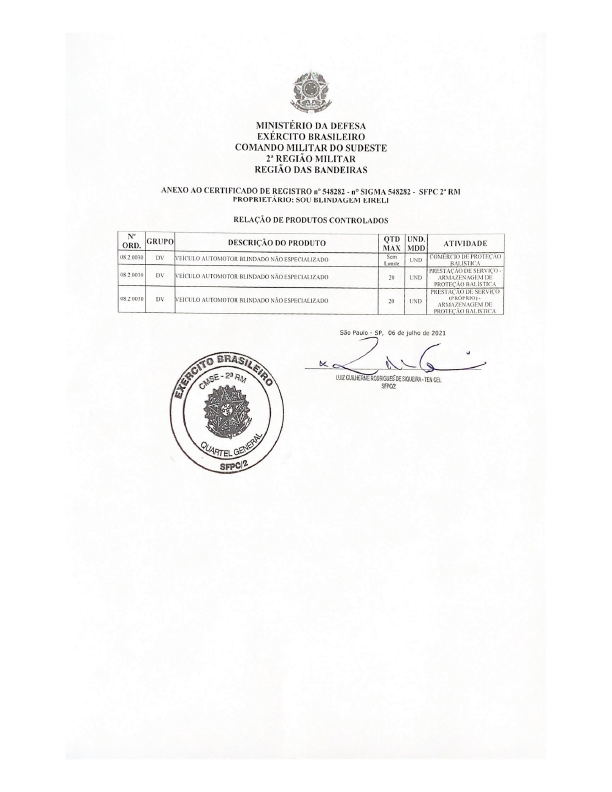 MINISTÉRIO DA DEFESA
EXÉRCITO BRASILEIRO
COMANDO MILITAR DO SUDESTE
2ª REGIÃO MILITAR
REGIÃO DAS BANDEIRAS
ANEXO AO CERTIFICADO DE REGISTRO nº 548282 - nº SIGMA 548282 - SFPC 2ª RM
PROPRIETÁRIO: SOU BLINDAGEM EIRELI
RELAÇÃO DE PRODUTOS CONTROLADOS
Nº ORD. GRUPO DESCRIÇÃO DO PRODUTO QTD MAX UND. MDD ATIVIDADE
08.2.0030 DV VEICULO AUTOMOTOR BLINDADO NÃO ESPECIALIZADO Sem Limite UND COMÉRCIO DE PROTEÇÃO BALISTICA
08.2.0030 DV VEICULO AUTOMOTOR BLINDADO NÃO ESPECIALIZADO 20 UND PRESTAÇÃO DE SERVIÇO - ARMAZENAGEM DE PROTEÇÃO BALÍSTICA
08.2.0030 DV VEICULO AUTOMOTOR BLINDADO NÃO ESPECIALIZADO 20 UND PRESTAÇÃO DE SERVIÇO (PRÓPRIO) - ARMAZENAGEM DE PROTEÇÃO BALÍSTICA
São Paulo - SP, 06 de julho de 2021
LUIZ GUILHERME RODRIGUES DE SIQUEIRA - TEN CEL
SFPC/2
EXÉRCITO BRASILEIRO
CMSE - 2ª RM
QUARTEL GENERAL
SFPC/2